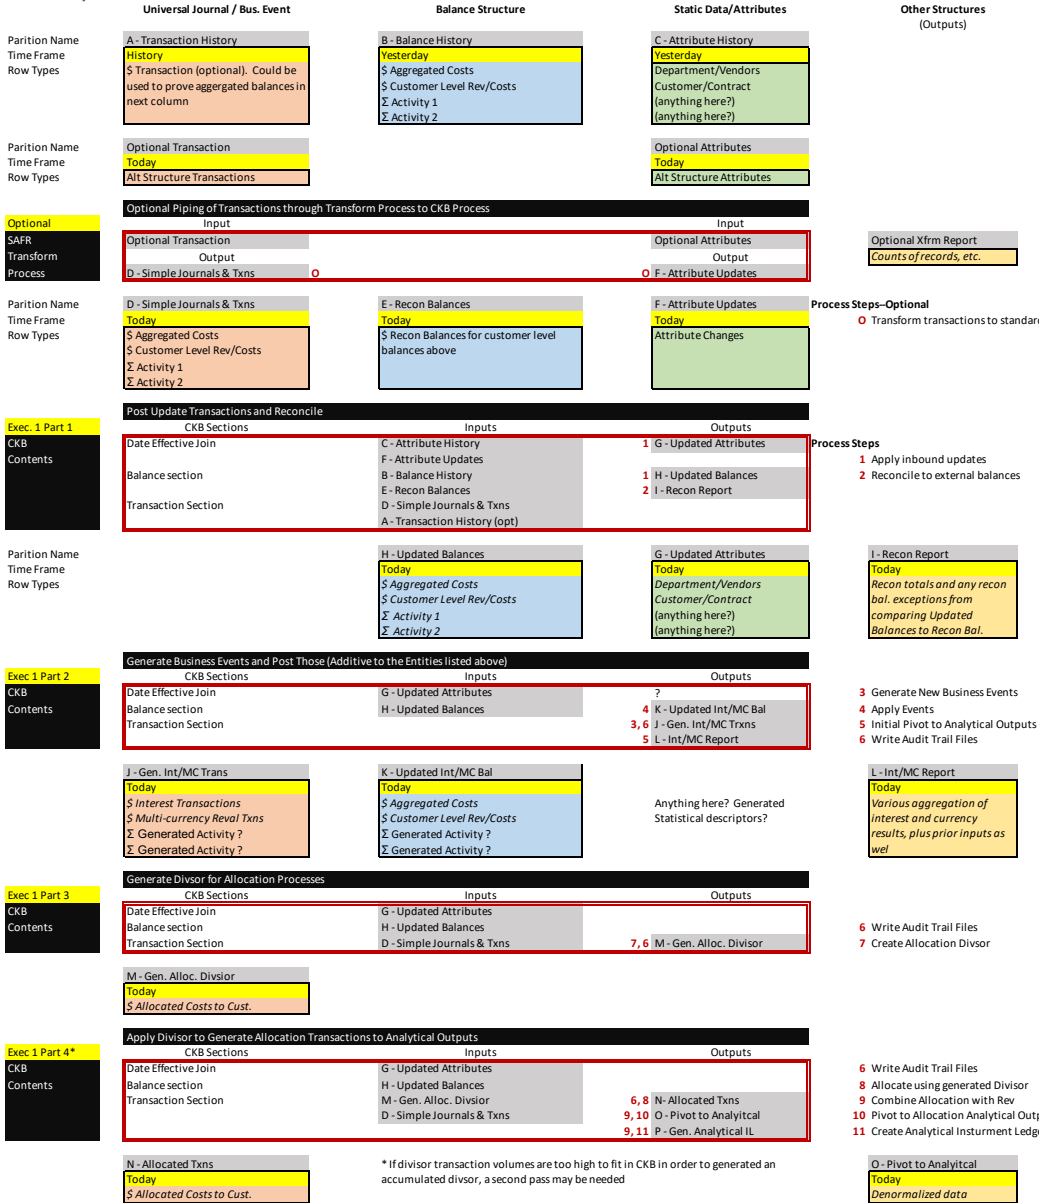 Universal Journal / Bus. Event Balance Structure Static Data/Attributes Other Structures
(Outputs)
Parition Name A - Transaction History B - Balance History C - Attribute History
Time Frame History Yesterday Yesterday
Row Types $ Transaction (optional). Could be $ Aggregated Costs Department/Vendors
used to prove aggergated balances in $ Customer Level Rev/Costs Customer/Contract
next column Σ Activity 1 (anything here?)
Σ Activity 2 (anything here?)
Parition Name Optional Transaction Optional Attributes
Time Frame Today Today
Row Types Alt Structure Transactions Alt Structure Attributes
Optional Piping of Transactions through Transform Process to CKB Process
Optional Input Input
SAFR Optional Transaction Optional Attributes Optional Xfrm Report
Transform Output Output Counts of records, etc.
Process D - Simple Journals & Txns O O F - Attribute Updates
Parition Name D - Simple Journals & Txns E - Recon Balances F - Attribute Updates Process Steps--Optional
Time Frame Today Today Today O Transform transactions to standar
Row Types $ Aggregated Costs $ Recon Balances for customer level Attribute Changes
$ Customer Level Rev/Costs balances above
Σ Activity 1
Σ Activity 2
Post Update Transactions and Reconcile
Exec. 1 Part 1 CKB Sections Inputs Outputs
CKB Date Effective Join C - Attribute History 1 G - Updated Attributes Process Steps
Contents F - Attribute Updates 1 Apply inbound updates
Balance section B - Balance History 1 H - Updated Balances 2 Reconcile to external balances
E - Recon Balances 2 I - Recon Report
Transaction Section D - Simple Journals & Txns
A - Transaction History (opt)
Parition Name H - Updated Balances G - Updated Attributes I - Recon Report
Time Frame Today Today Today
Row Types $ Aggregated Costs Department/Vendors Recon totals and any recon
$ Customer Level Rev/Costs Customer/Contract bal. exceptions from
Σ Activity 1 (anything here?) comparing Updated
Σ Activity 2 (anything here?) Balances to Recon Bal.
Generate Business Events and Post Those (Additive to the Entities listed above)
Exec 1 Part 2 CKB Sections Inputs Outputs
CKB Date Effective Join G - Updated Attributes ? 3 Generate New Business Events
Contents Balance section H - Updated Balances 4 K - Updated Int/MC Bal 4 Apply Events
Transaction Section 3, 6 J - Gen. Int/MC Trxns 5 Initial Pivot to Analytical Outputs
5 L - Int/MC Report 6 Write Audit Trail Files
J - Gen. Int/MC Trans K - Updated Int/MC Bal L - Int/MC Report
Today Today Today
$ Interest Transactions $ Aggregated Costs Anything here? Generated Various aggregation of
$ Multi-currency Reval Txns $ Customer Level Rev/Costs Statistical descriptors? interest and currency
Σ Generated Activity ? Σ Generated Activity ? results, plus prior inputs as
Σ Generated Activity ? Σ Generated Activity ? wel
Generate Divsor for Allocation Processes
Exec 1 Part 3 CKB Sections Inputs Outputs
CKB Date Effective Join G - Updated Attributes
Contents Balance section H - Updated Balances 6 Write Audit Trail Files
Transaction Section D - Simple Journals & Txns 7, 6 M - Gen. Alloc. Divisor 7 Create Allocation Divsor
M - Gen. Alloc. Divsior
Today
$ Allocated Costs to Cust.
Apply Divisor to Generate Allocation Transactions to Analytical Outputs
Exec 1 Part 4* CKB Sections Inputs Outputs
CKB Date Effective Join G - Updated Attributes 6 Write Audit Trail Files
Contents Balance section H - Updated Balances 8 Allocate using generated Divisor
Transaction Section M - Gen. Alloc. Divsior 6, 8 N- Allocated Txns 9 Combine Allocation with Rev
D - Simple Journals & Txns 9, 10 O - Pivot to Analyitcal 10 Pivot to Allocation Analytical Outp
9, 11 P - Gen. Analytical IL 11 Create Analytical Insturment Ledge
N - Allocated Txns * If divisor transaction volumes are too high to fit in CKB in order to generated an O - Pivot to Analyitcal
Today accumulated divsor, a second pass may be needed Today
$ Allocated Costs to Cust. Denormalized data